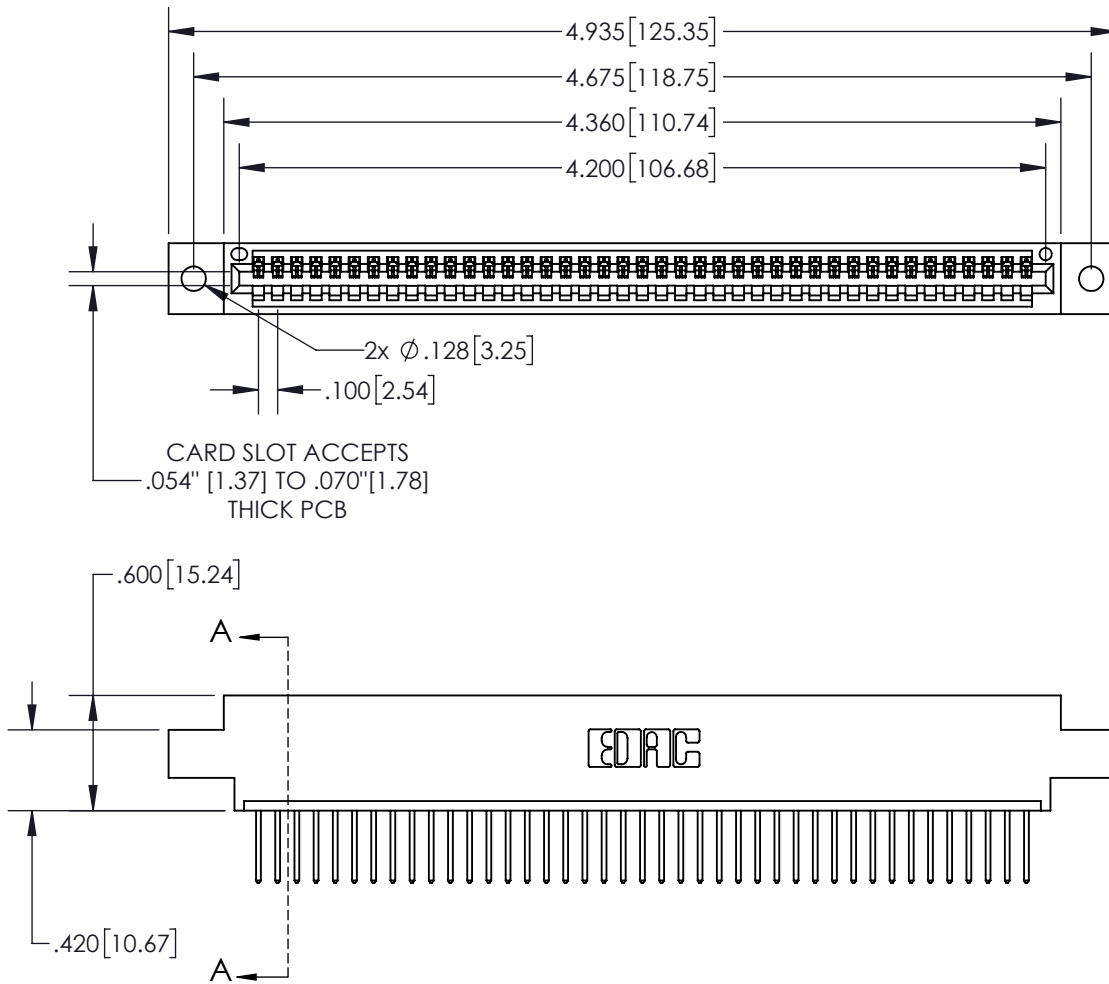 4.935[125.35]
4.675[118.75]
4.360[110.74]
4.200[106.68]
2x ∅.128[3.25]
.100[2.54]
CARD SLOT ACCEPTS
.054" [1.37] TO .070"[1.78]
THICK PCB
.600[15.24]
A
EDAC
.420[10.67]
A